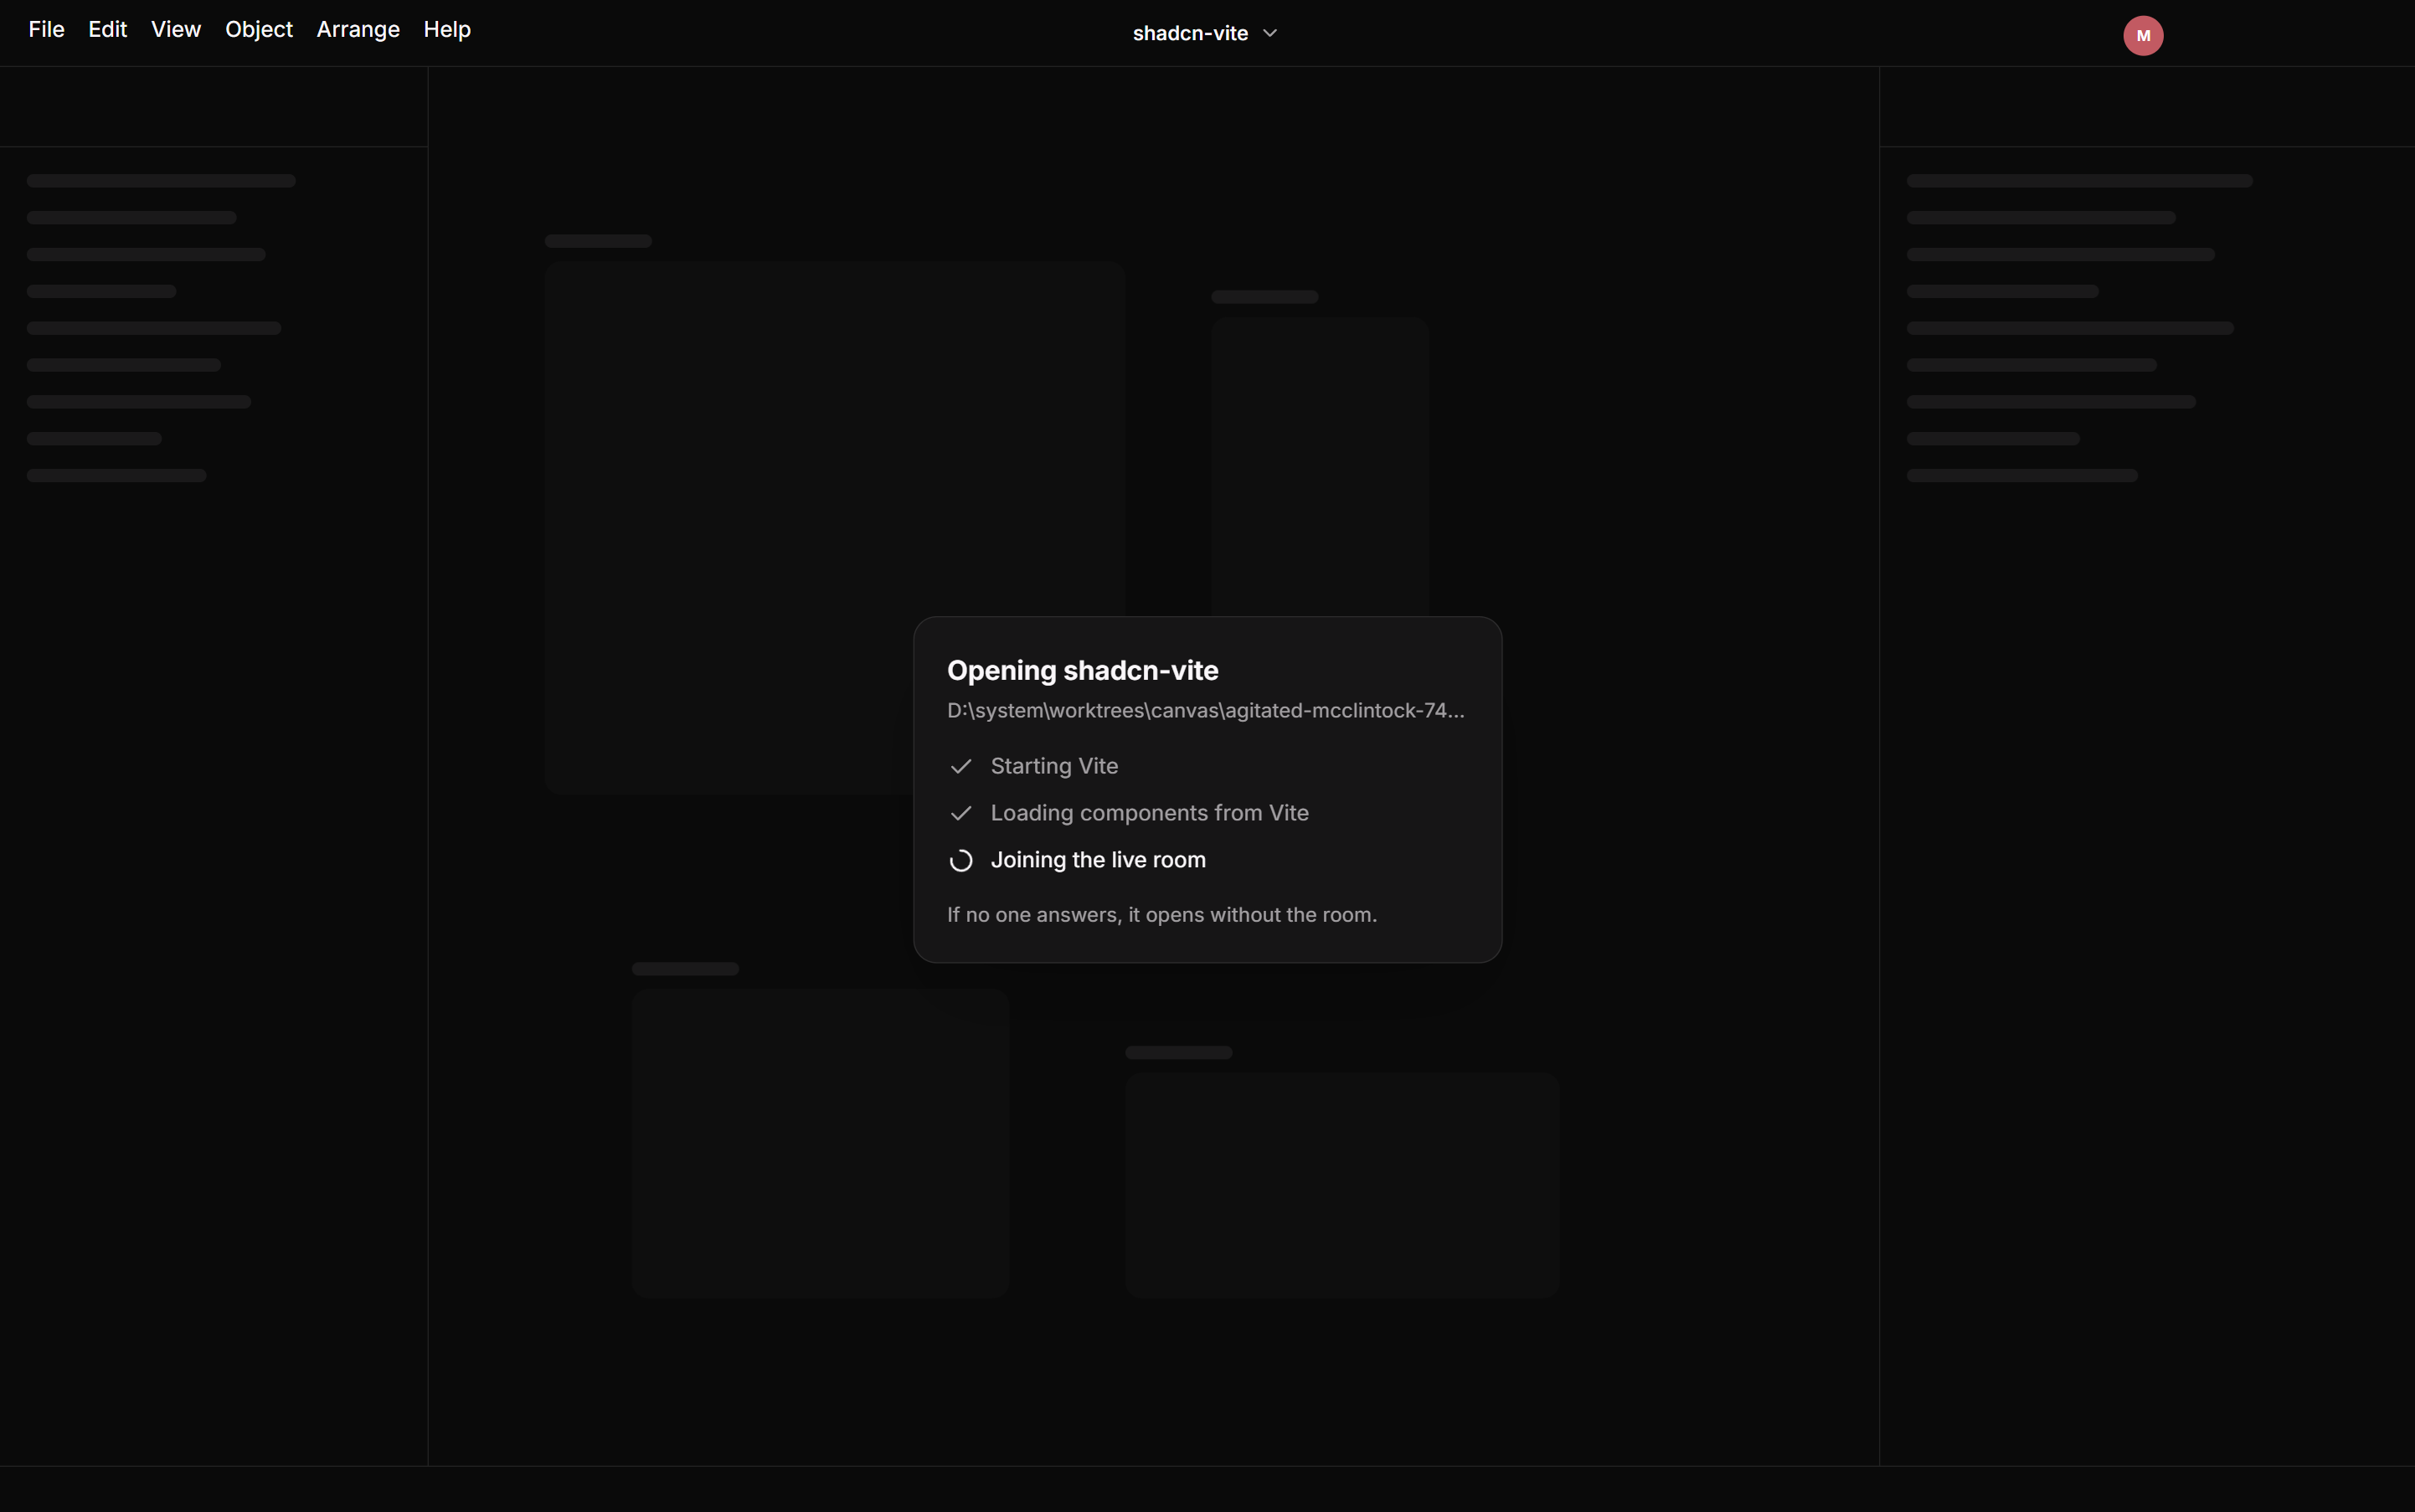 File Edit View Object Arrange Help
shadcn-vite
M
Opening shadcn-vite
D:\system\worktrees\canvas\agitated-mcclintock-74...
Starting Vite
Loading components from Vite
Joining the live room
If no one answers, it opens without the room.